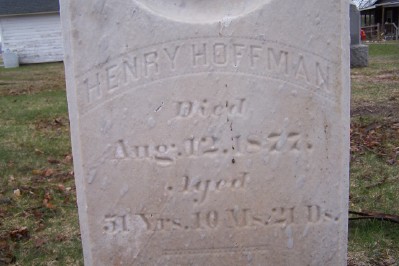 HENRY HOFFMAN
Died
Aug. 12, 1877.
Aged
51 Yrs. 10 Ms. 21 Ds.